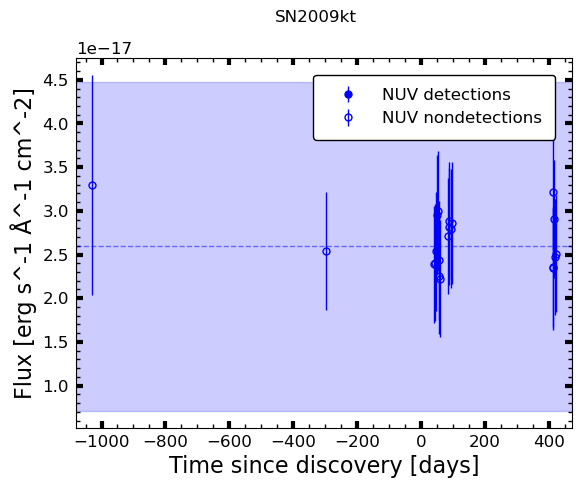 SN2009kt
1e−17
NUV detections
NUV nondetections
4.5
4.0
3.5
3.0
2.5
2.0
1.5
1.0
Flux [erg s^-1 Å^-1 cm^-2]
−1000 −800 −600 −400 −200 0 200 400
Time since discovery [days]